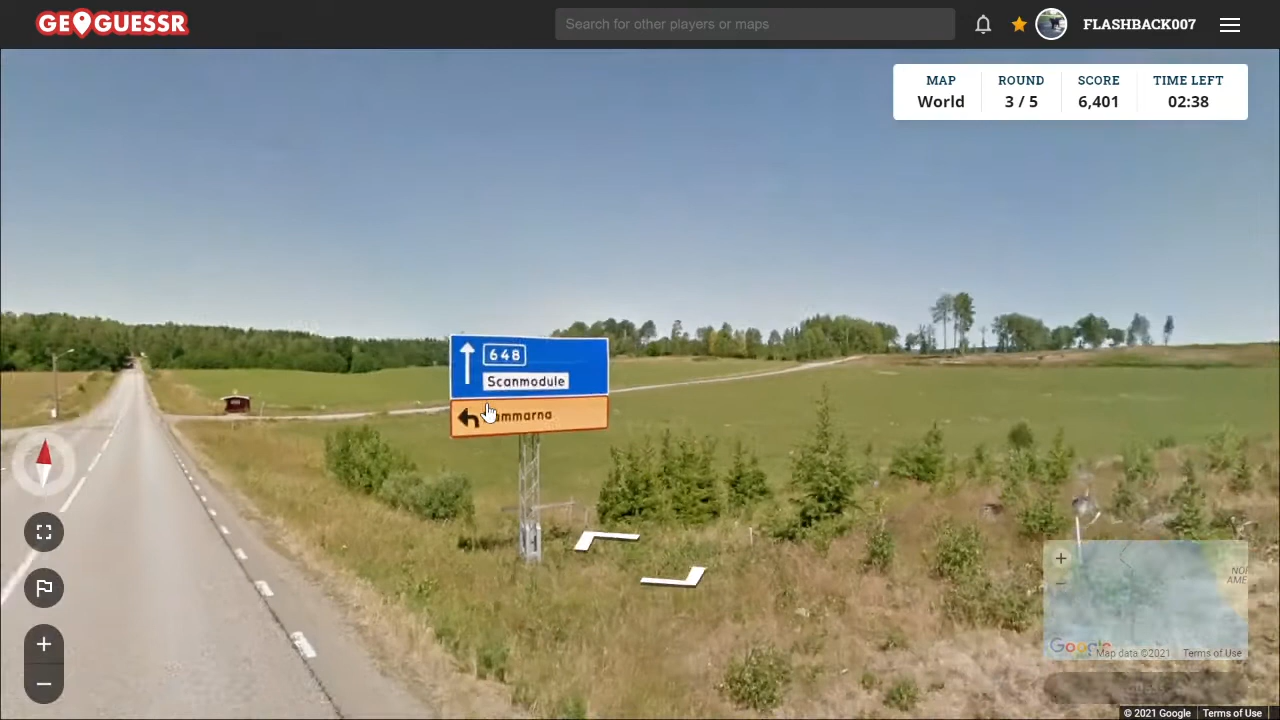 GEOGUESSR
Search for other players or maps
FLASHBACK007
MAP
World
ROUND
3 / 5
SCORE
6,401
TIME LEFT
02:38
648
Scanmodule
+
−
+
−
Google
Map data ©2021
Terms of Use
© 2021 Google
Terms of Use